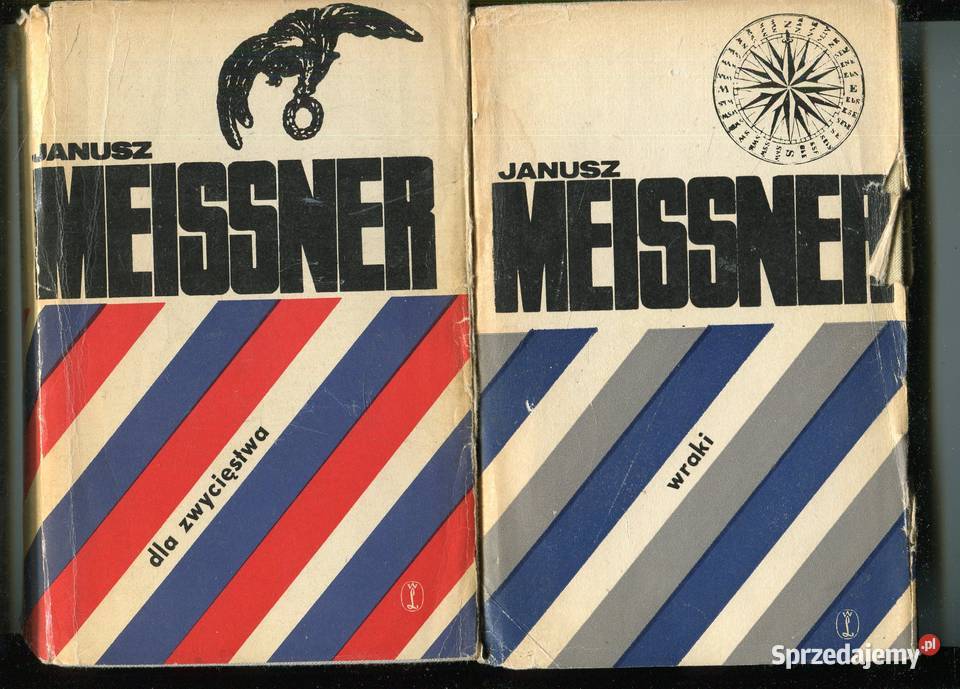 JANUSZ
MEISSNER
dla zwycięstwa
JANUSZ
MEISSNER
wraki
Sprzedajemy.pl